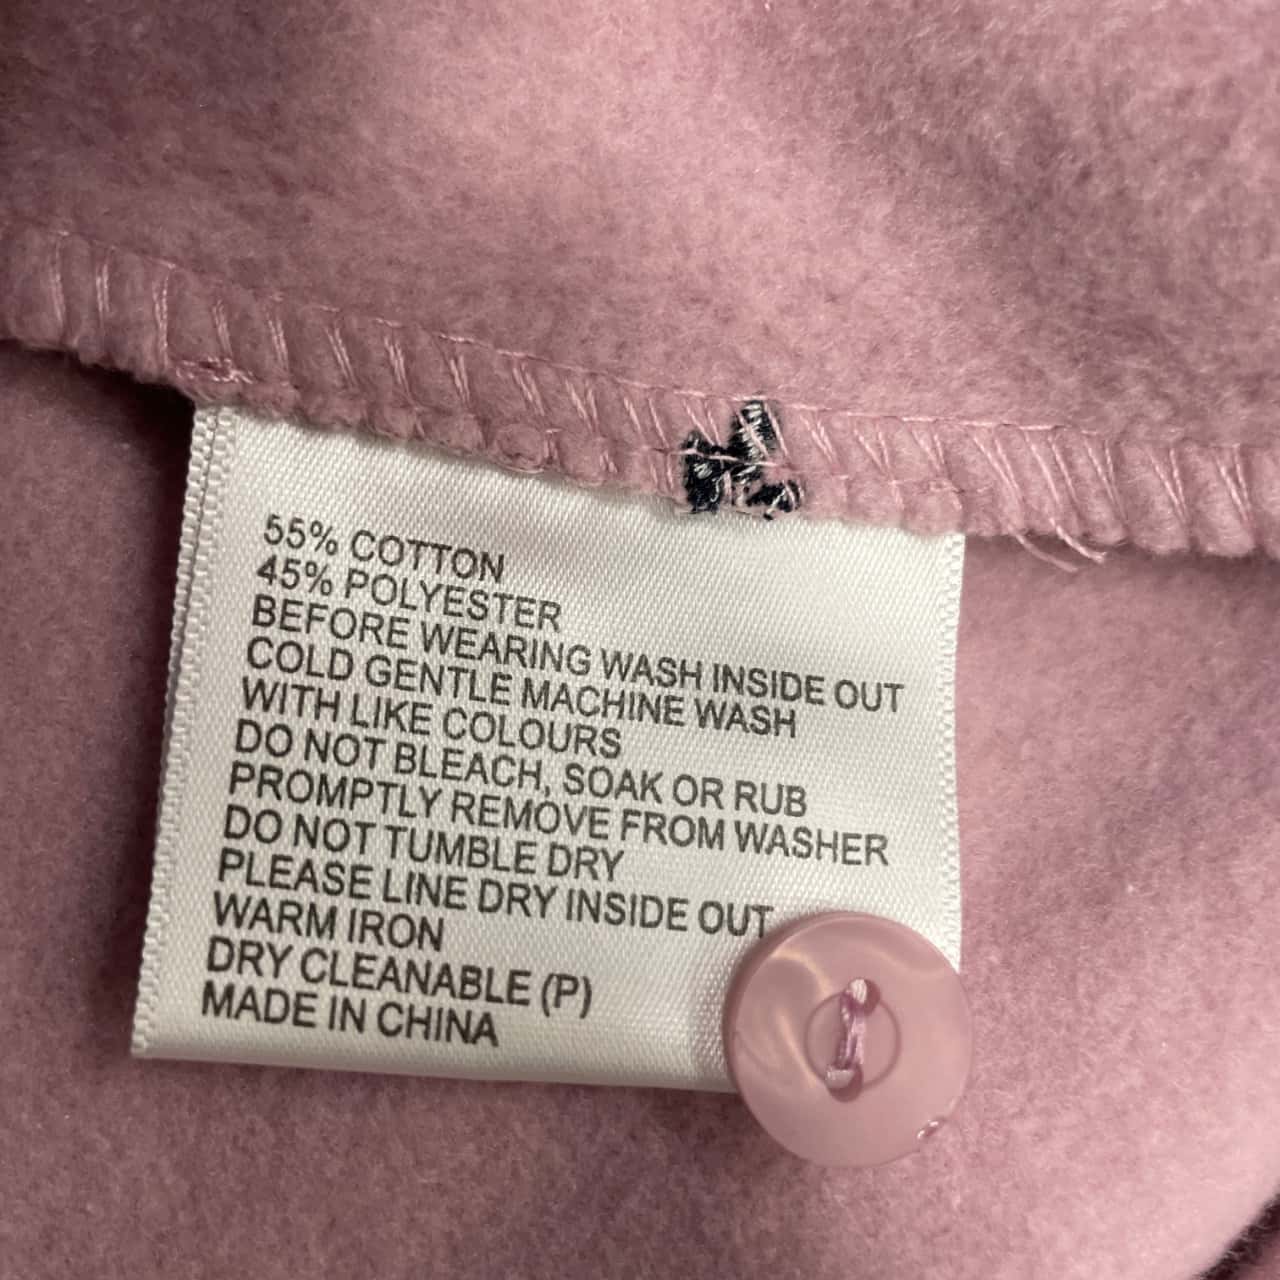 55% COTTON
45% POLYESTER
BEFORE WEARING WASH INSIDE OUT
COLD GENTLE MACHINE WASH
WITH LIKE COLOURS
DO NOT BLEACH, SOAK OR RUB
PROMPTLY REMOVE FROM WASHER
DO NOT TUMBLE DRY
PLEASE LINE DRY INSIDE OUT
WARM IRON
DRY CLEANABLE (P)
MADE IN CHINA